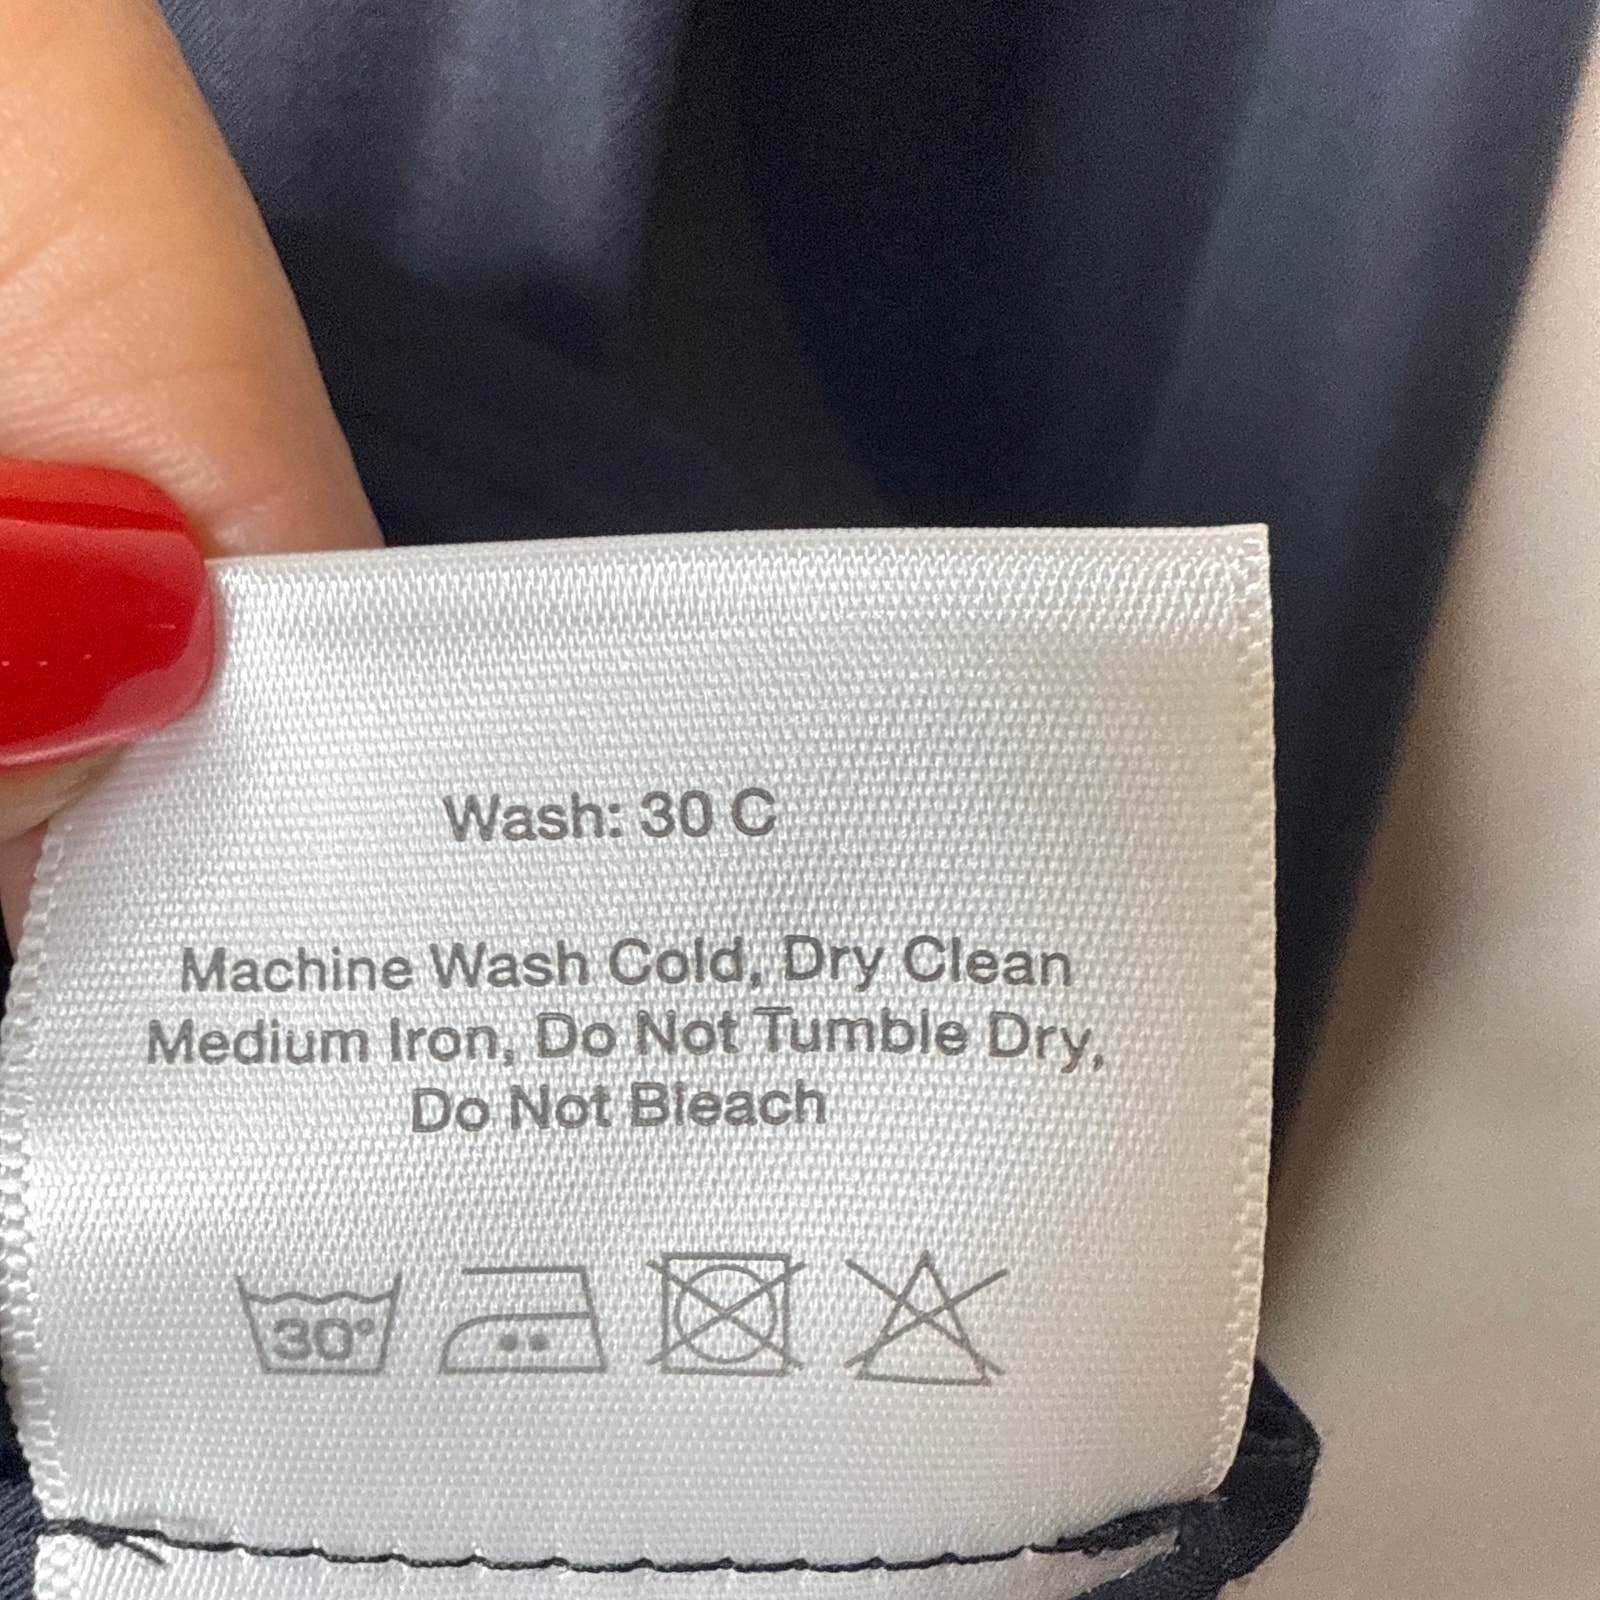 Wash: 30 C
Machine Wash Cold, Dry Clean
Medium Iron, Do Not Tumble Dry,
Do Not Bleach
30°